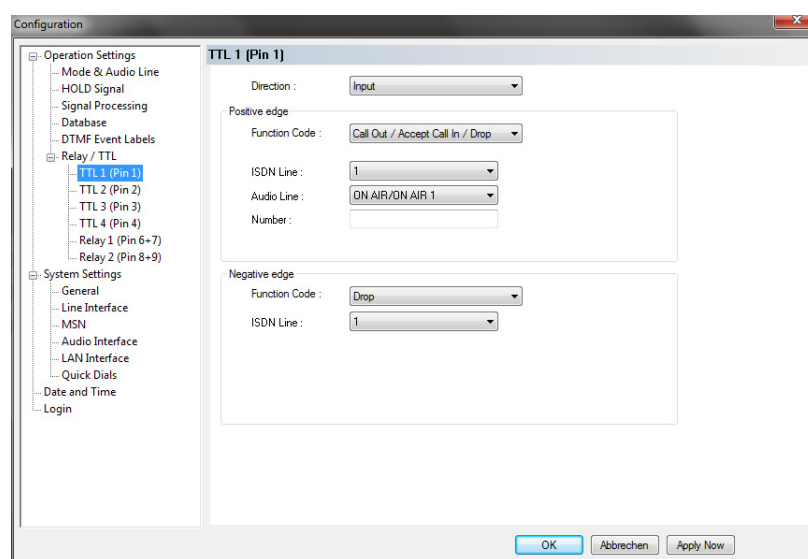 Configuration
Operation Settings
Mode & Audio Line
HOLD Signal
Signal Processing
Database
DTMF Event Labels
Relay / TTL
TTL 1 (Pin 1)
TTL 2 (Pin 2)
TTL 3 (Pin 3)
TTL 4 (Pin 4)
Relay 1 (Pin 6+7)
Relay 2 (Pin 8+9)
System Settings
General
Line Interface
MSN
Audio Interface
LAN Interface
Quick Dials
Date and Time
Login
TTL 1 (Pin 1)
Direction : Input
Positive edge
Function Code : Call Out / Accept Call In / Drop
ISDN Line : 1
Audio Line : ON AIR/ON AIR 1
Number :
Negative edge
Function Code : Drop
ISDN Line : 1
OK Abbrechen Apply Now